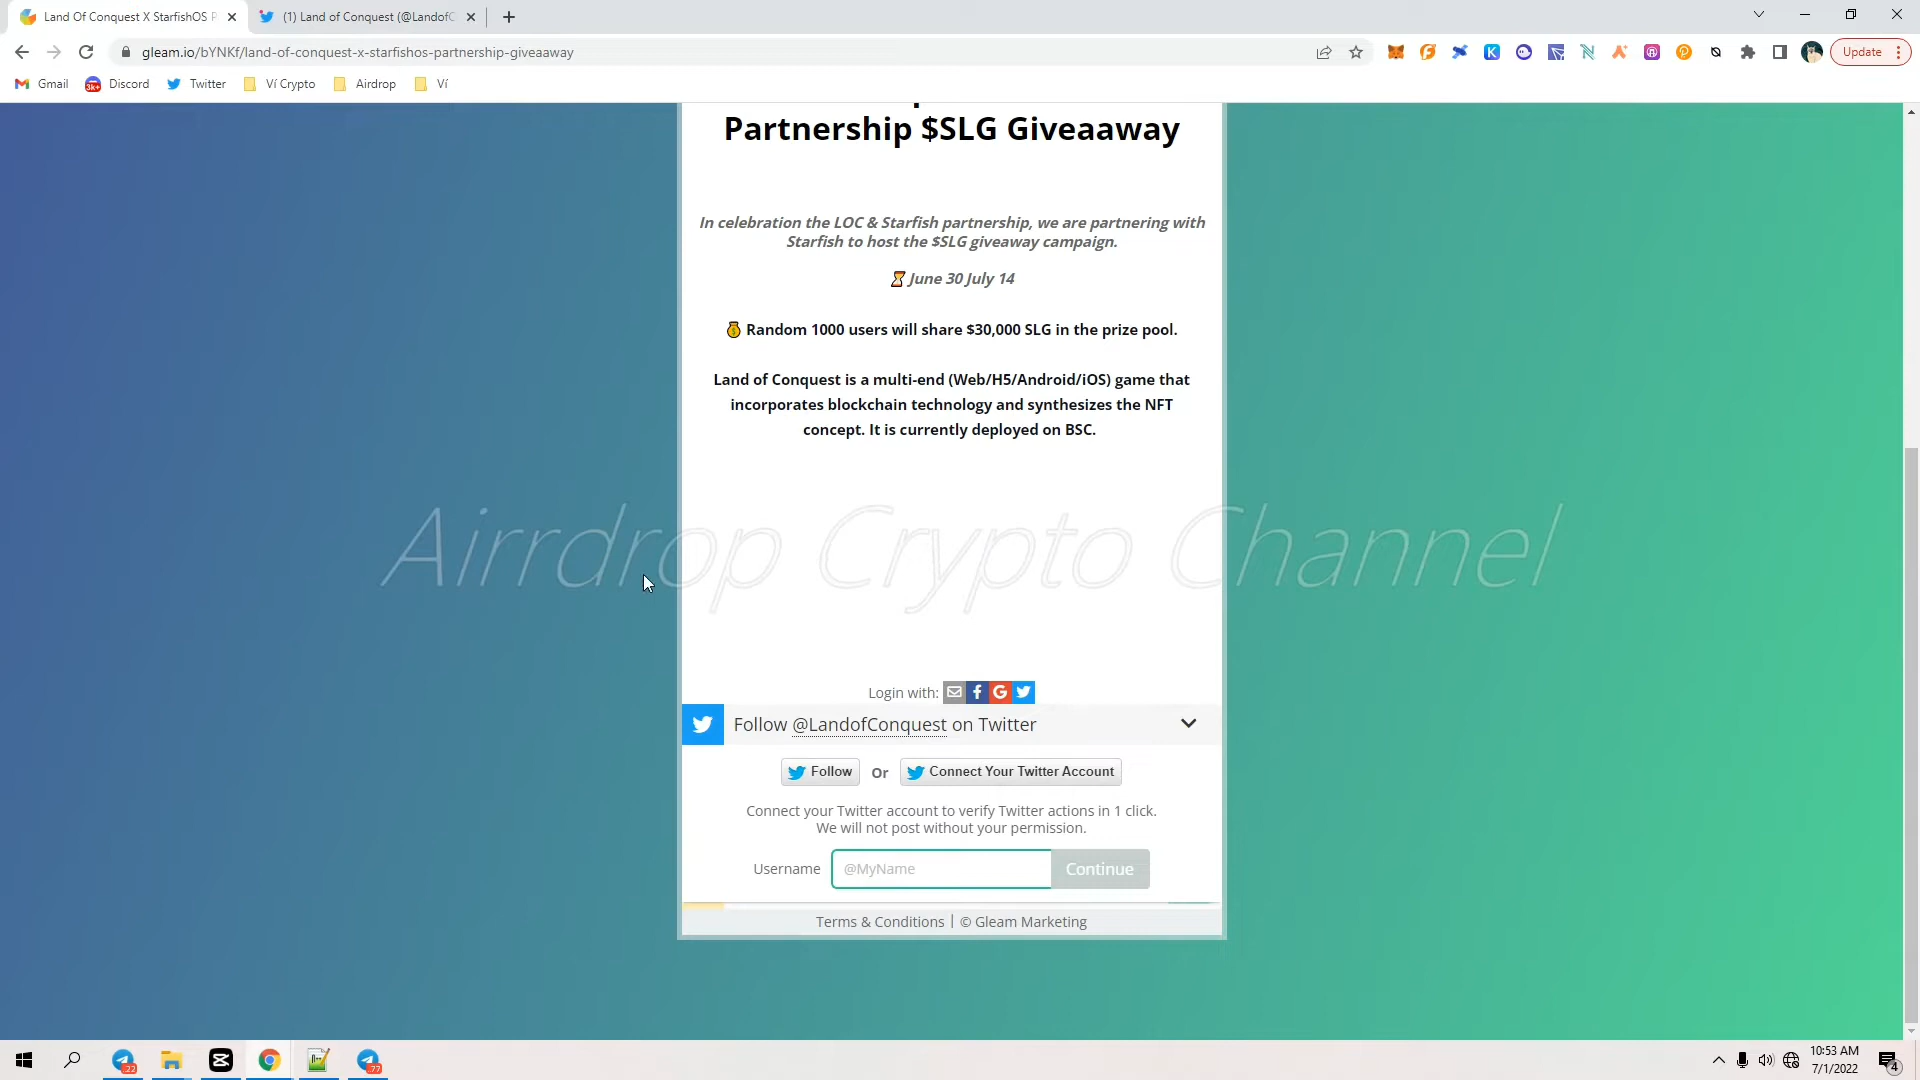 Land Of Conquest X StarfishOS P
(1) Land of Conquest (@LandofC
gleam.io/bYNKf/land-of-conquest-x-starfishos-partnership-giveaaway
Update
Gmail
Discord
Twitter
Ví Crypto
Airdrop
Ví
Partnership $SLG Giveaaway
In celebration the LOC & Starfish partnership, we are partnering with
Starfish to host the $SLG giveaway campaign.
⏳ June 30 July 14
💰 Random 1000 users will share $30,000 SLG in the prize pool.
Land of Conquest is a multi-end (Web/H5/Android/iOS) game that
incorporates blockchain technology and synthesizes the NFT
concept. It is currently deployed on BSC.
Airrdrop Crypto Channel
Login with:
Follow @LandofConquest on Twitter
Follow Or Connect Your Twitter Account
Connect your Twitter account to verify Twitter actions in 1 click.
We will not post without your permission.
Username @MyName Continue
Terms & Conditions | © Gleam Marketing
22
77
10:53 AM
7/1/2022
4